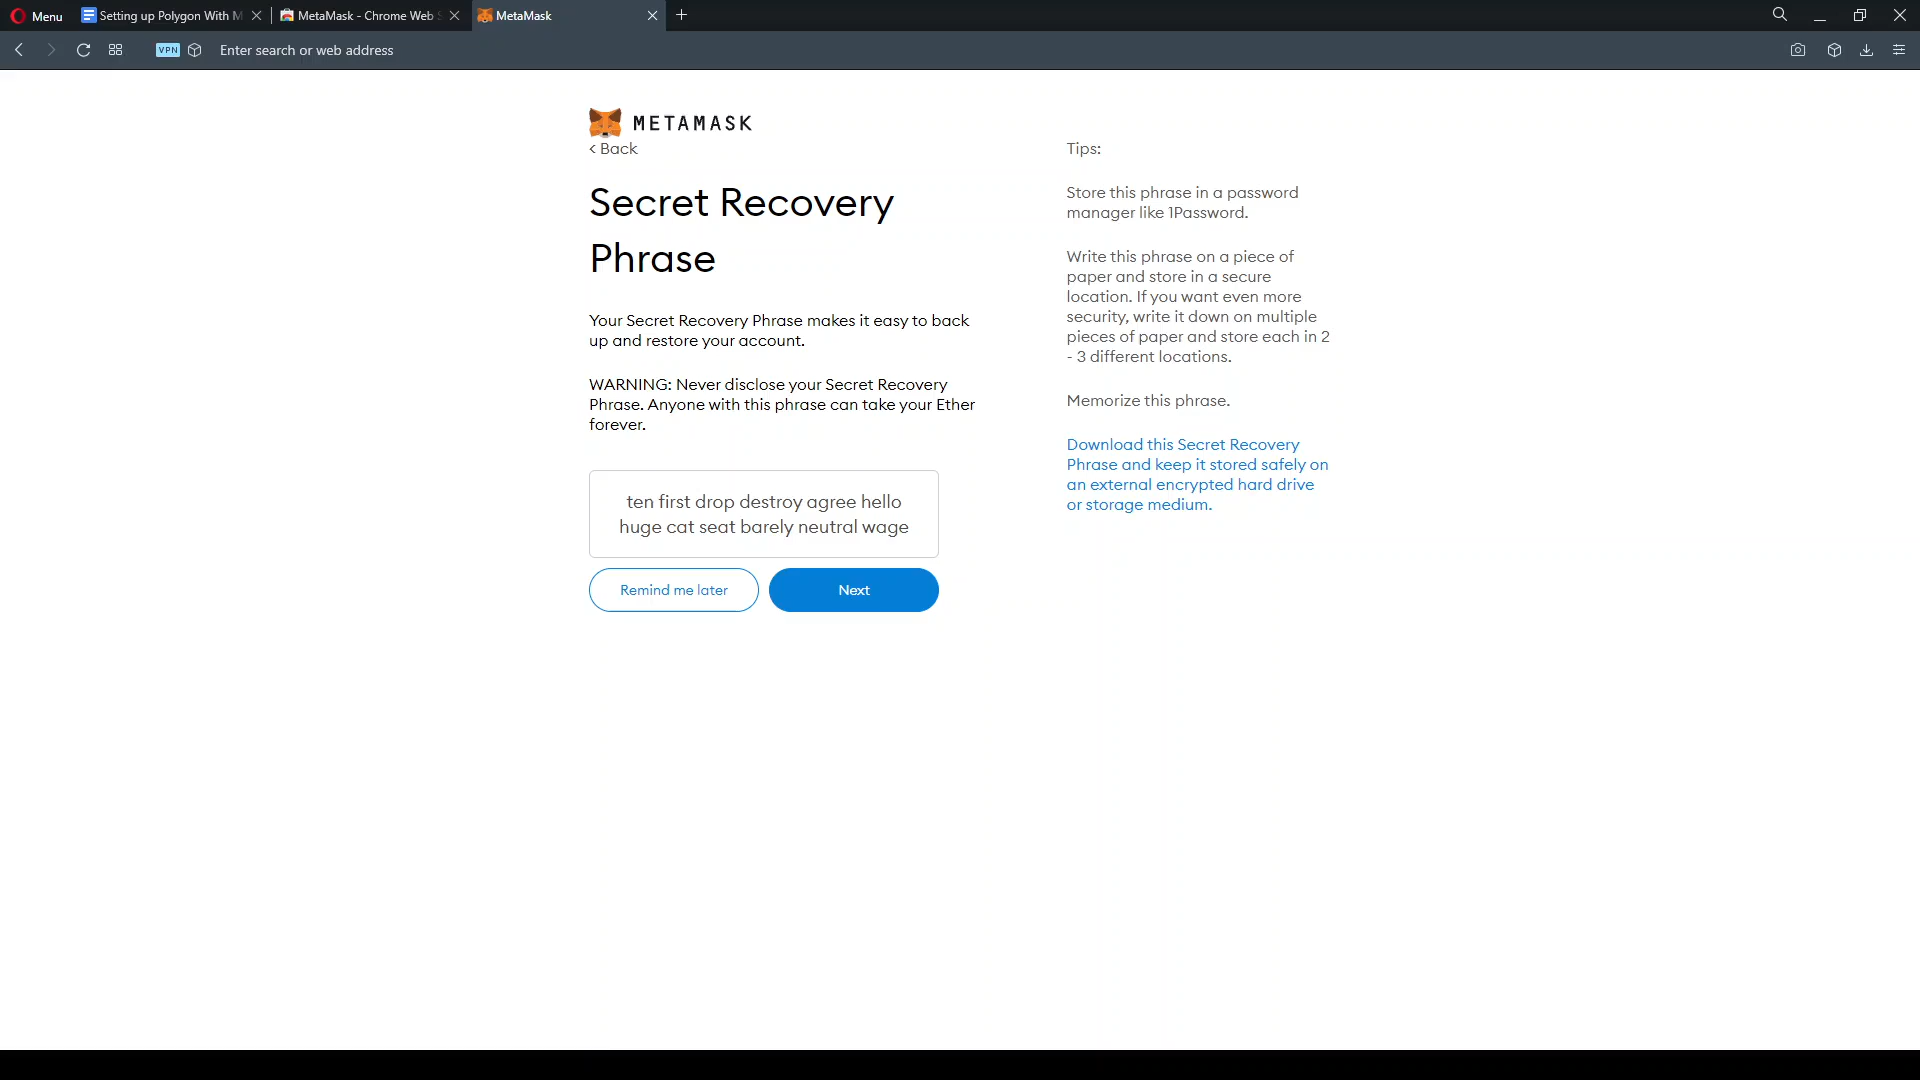 Menu
Setting up Polygon With M
MetaMask - Chrome Web S
MetaMask
VPN
Enter search or web address
METAMASK
< Back
Secret Recovery
Phrase
Your Secret Recovery Phrase makes it easy to back
up and restore your account.
WARNING: Never disclose your Secret Recovery
Phrase. Anyone with this phrase can take your Ether
forever.
ten first drop destroy agree hello
huge cat seat barely neutral wage
Remind me later
Next
Tips:
Store this phrase in a password
manager like 1Password.
Write this phrase on a piece of
paper and store in a secure
location. If you want even more
security, write it down on multiple
pieces of paper and store each in 2
- 3 different locations.
Memorize this phrase.
Download this Secret Recovery
Phrase and keep it stored safely on
an external encrypted hard drive
or storage medium.